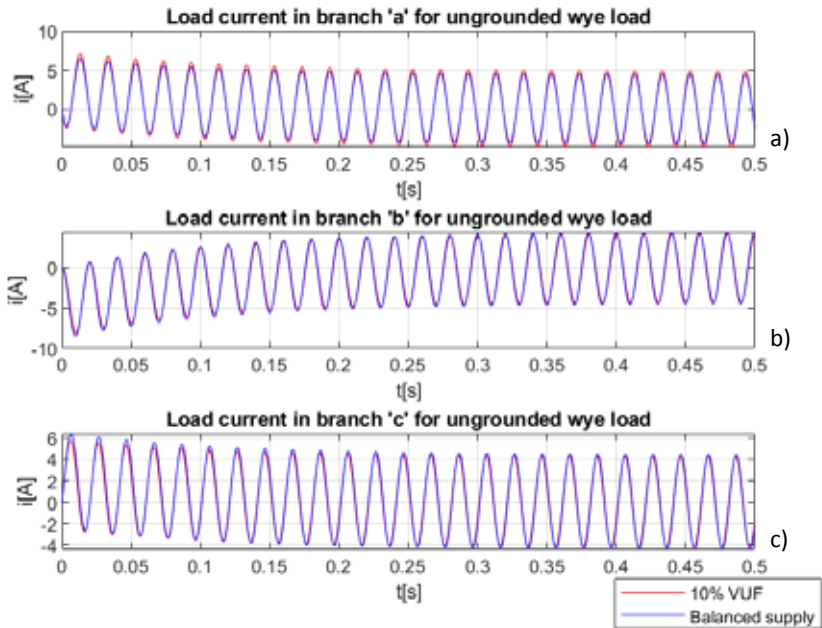 Load current in branch 'a' for ungrounded wye load
10
5
0
i[A]
0 0.05 0.1 0.15 0.2 0.25 0.3 0.35 0.4 0.45 0.5
t[s]
a)
Load current in branch 'b' for ungrounded wye load
0
-5
-10
i[A]
0 0.05 0.1 0.15 0.2 0.25 0.3 0.35 0.4 0.45 0.5
t[s]
b)
Load current in branch 'c' for ungrounded wye load
6
4
2
0
-2
-4
i[A]
0 0.05 0.1 0.15 0.2 0.25 0.3 0.35 0.4 0.45 0.5
t[s]
c)
10% VUF
Balanced supply